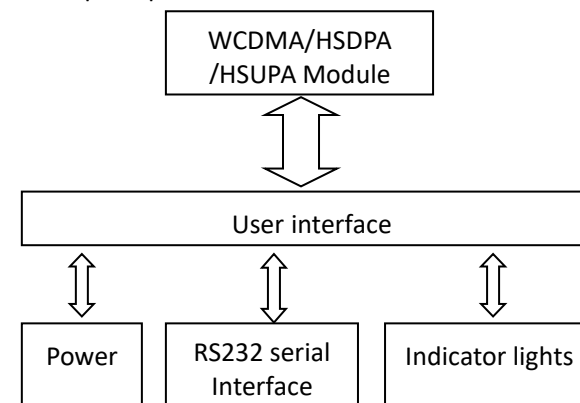 WCDMA/HSDPA
/HSUPA Module
User interface
Power
RS232 serial
Interface
Indicator lights